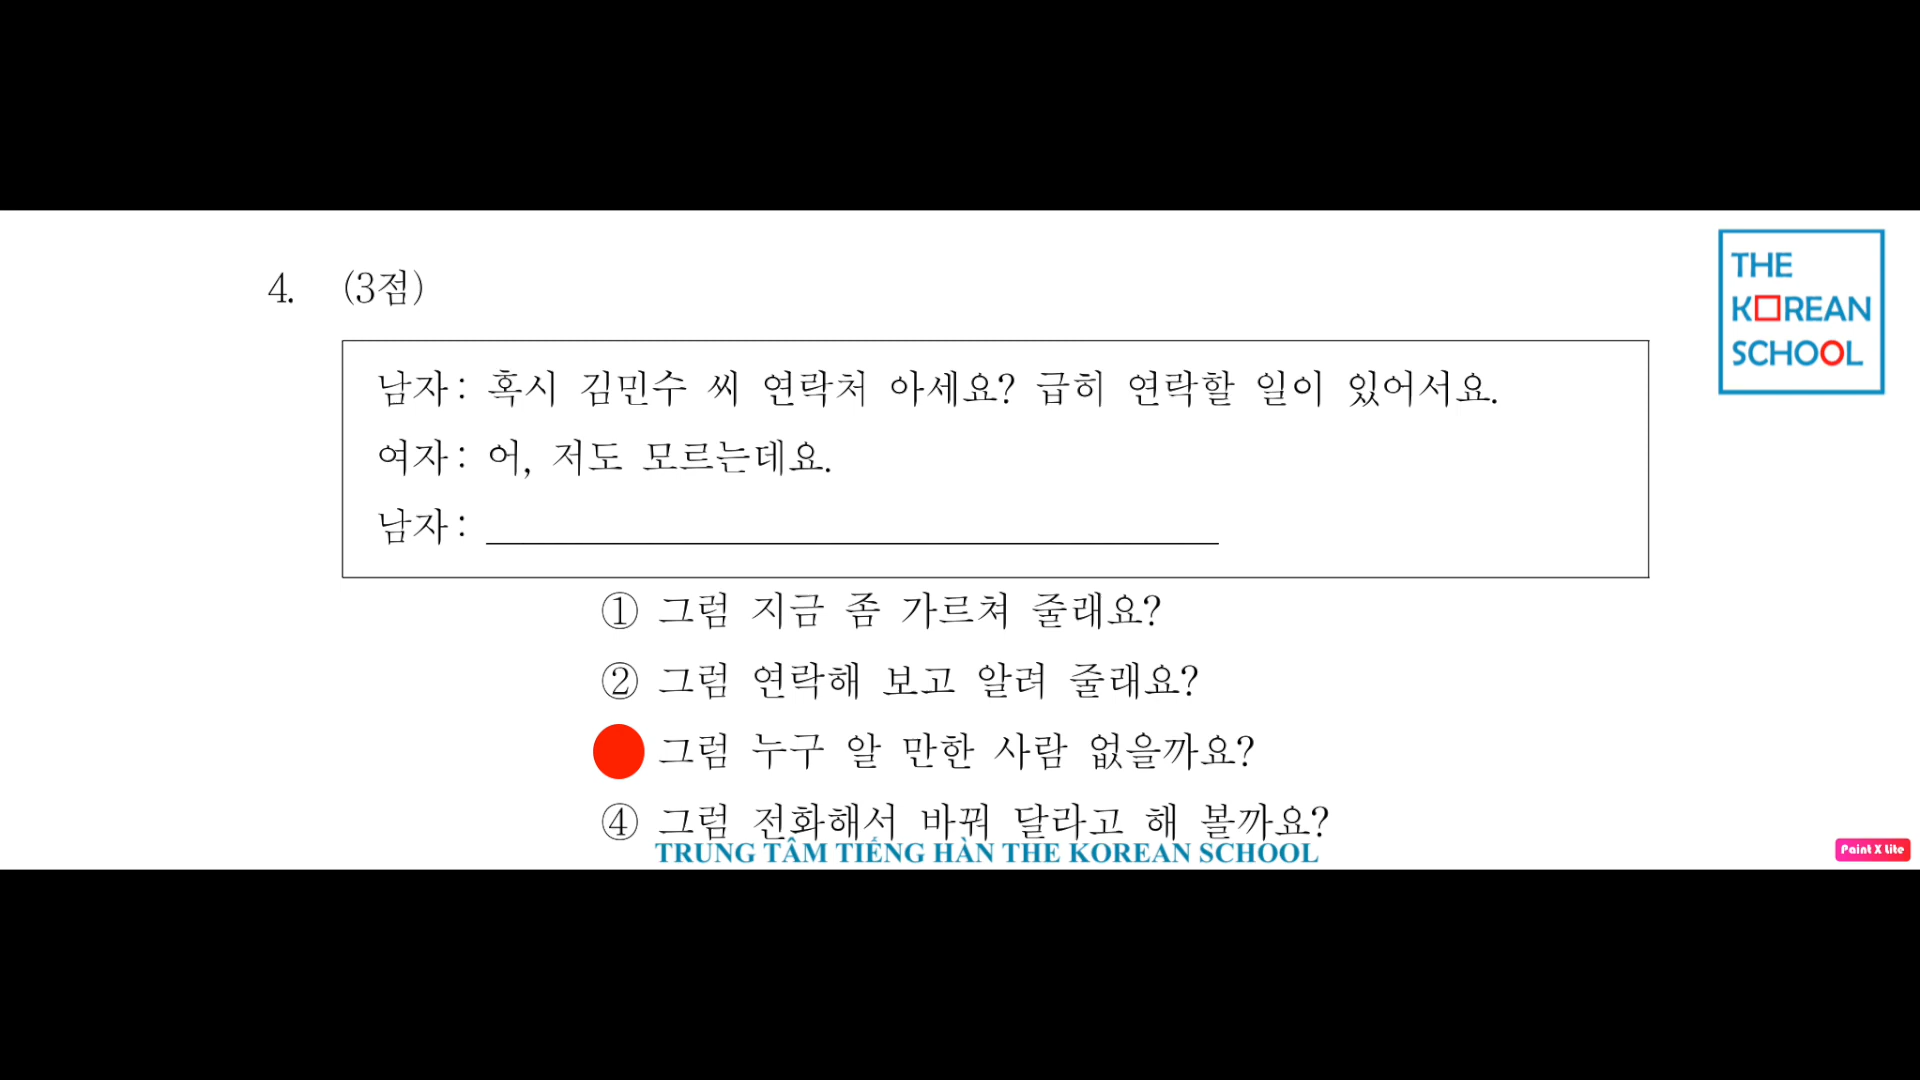 THE
KOREAN
SCHOOL
4. (3점)
남자: 혹시 김민수 씨 연락처 아세요? 급히 연락할 일이 있어서요.
여자: 어, 저도 모르는데요.
남자: ____________________
① 그럼 지금 좀 가르쳐 줄래요?
② 그럼 연락해 보고 알려 줄래요?
그럼 누구 알 만한 사람 없을까요?
④ 그럼 전화해서 바꿔 달라고 해 볼까요?
TRUNG TÂM TIẾNG HÀN THE KOREAN SCHOOL
Paint X lite